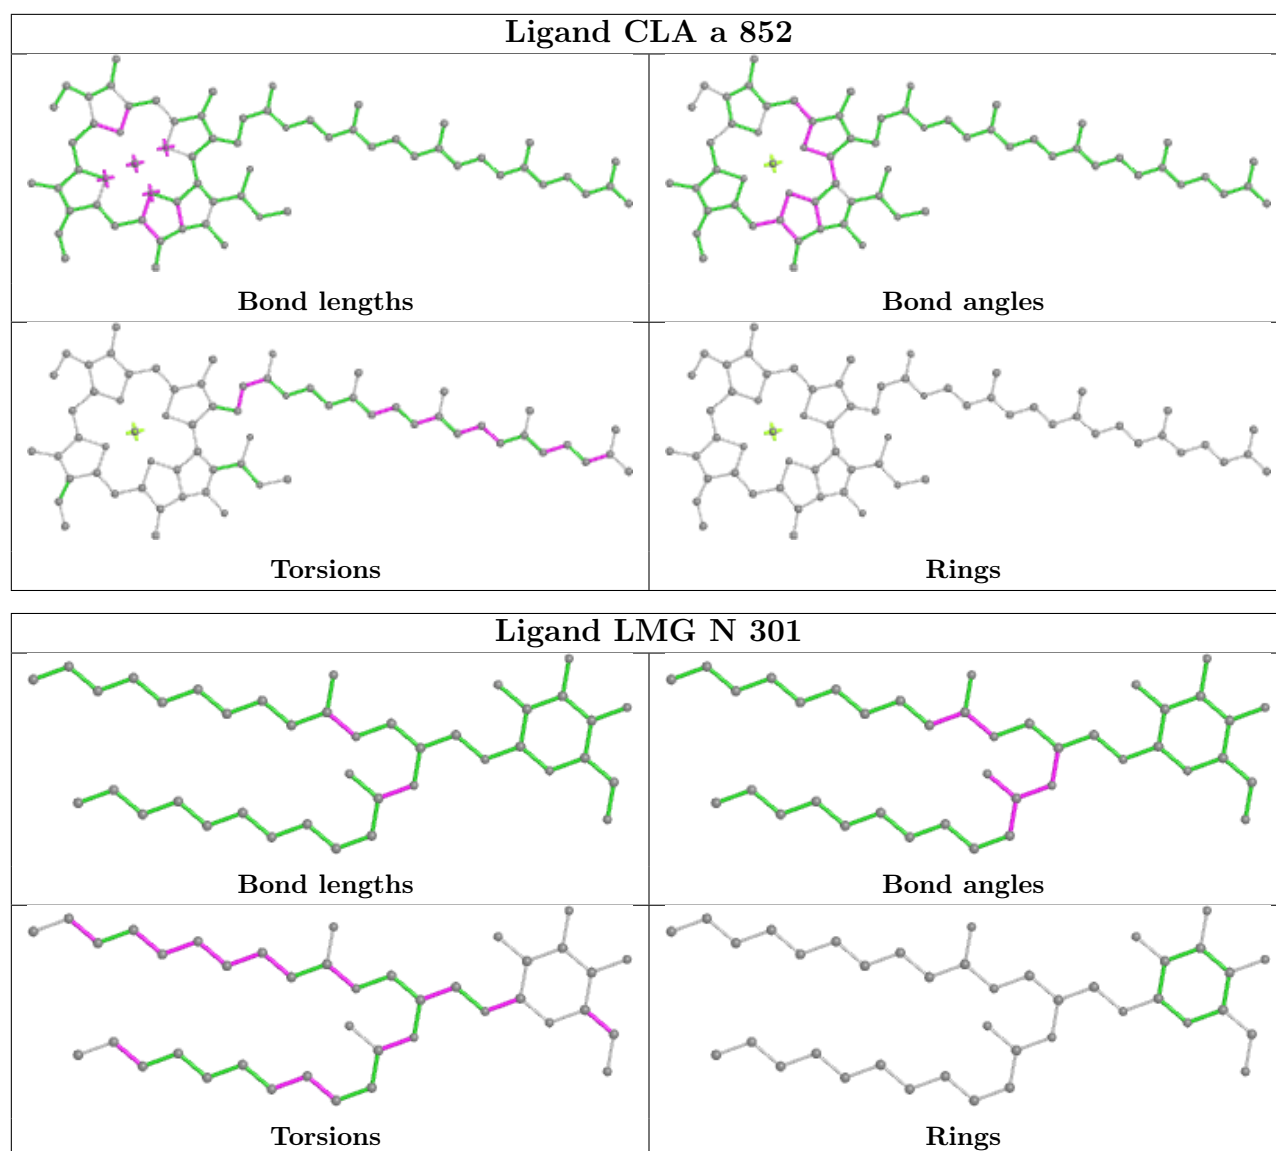 Ligand CLA a 852
Bond lengths
Bond angles
Torsions
Rings
Ligand LMG N 301
Bond lengths
Bond angles
Torsions
Rings